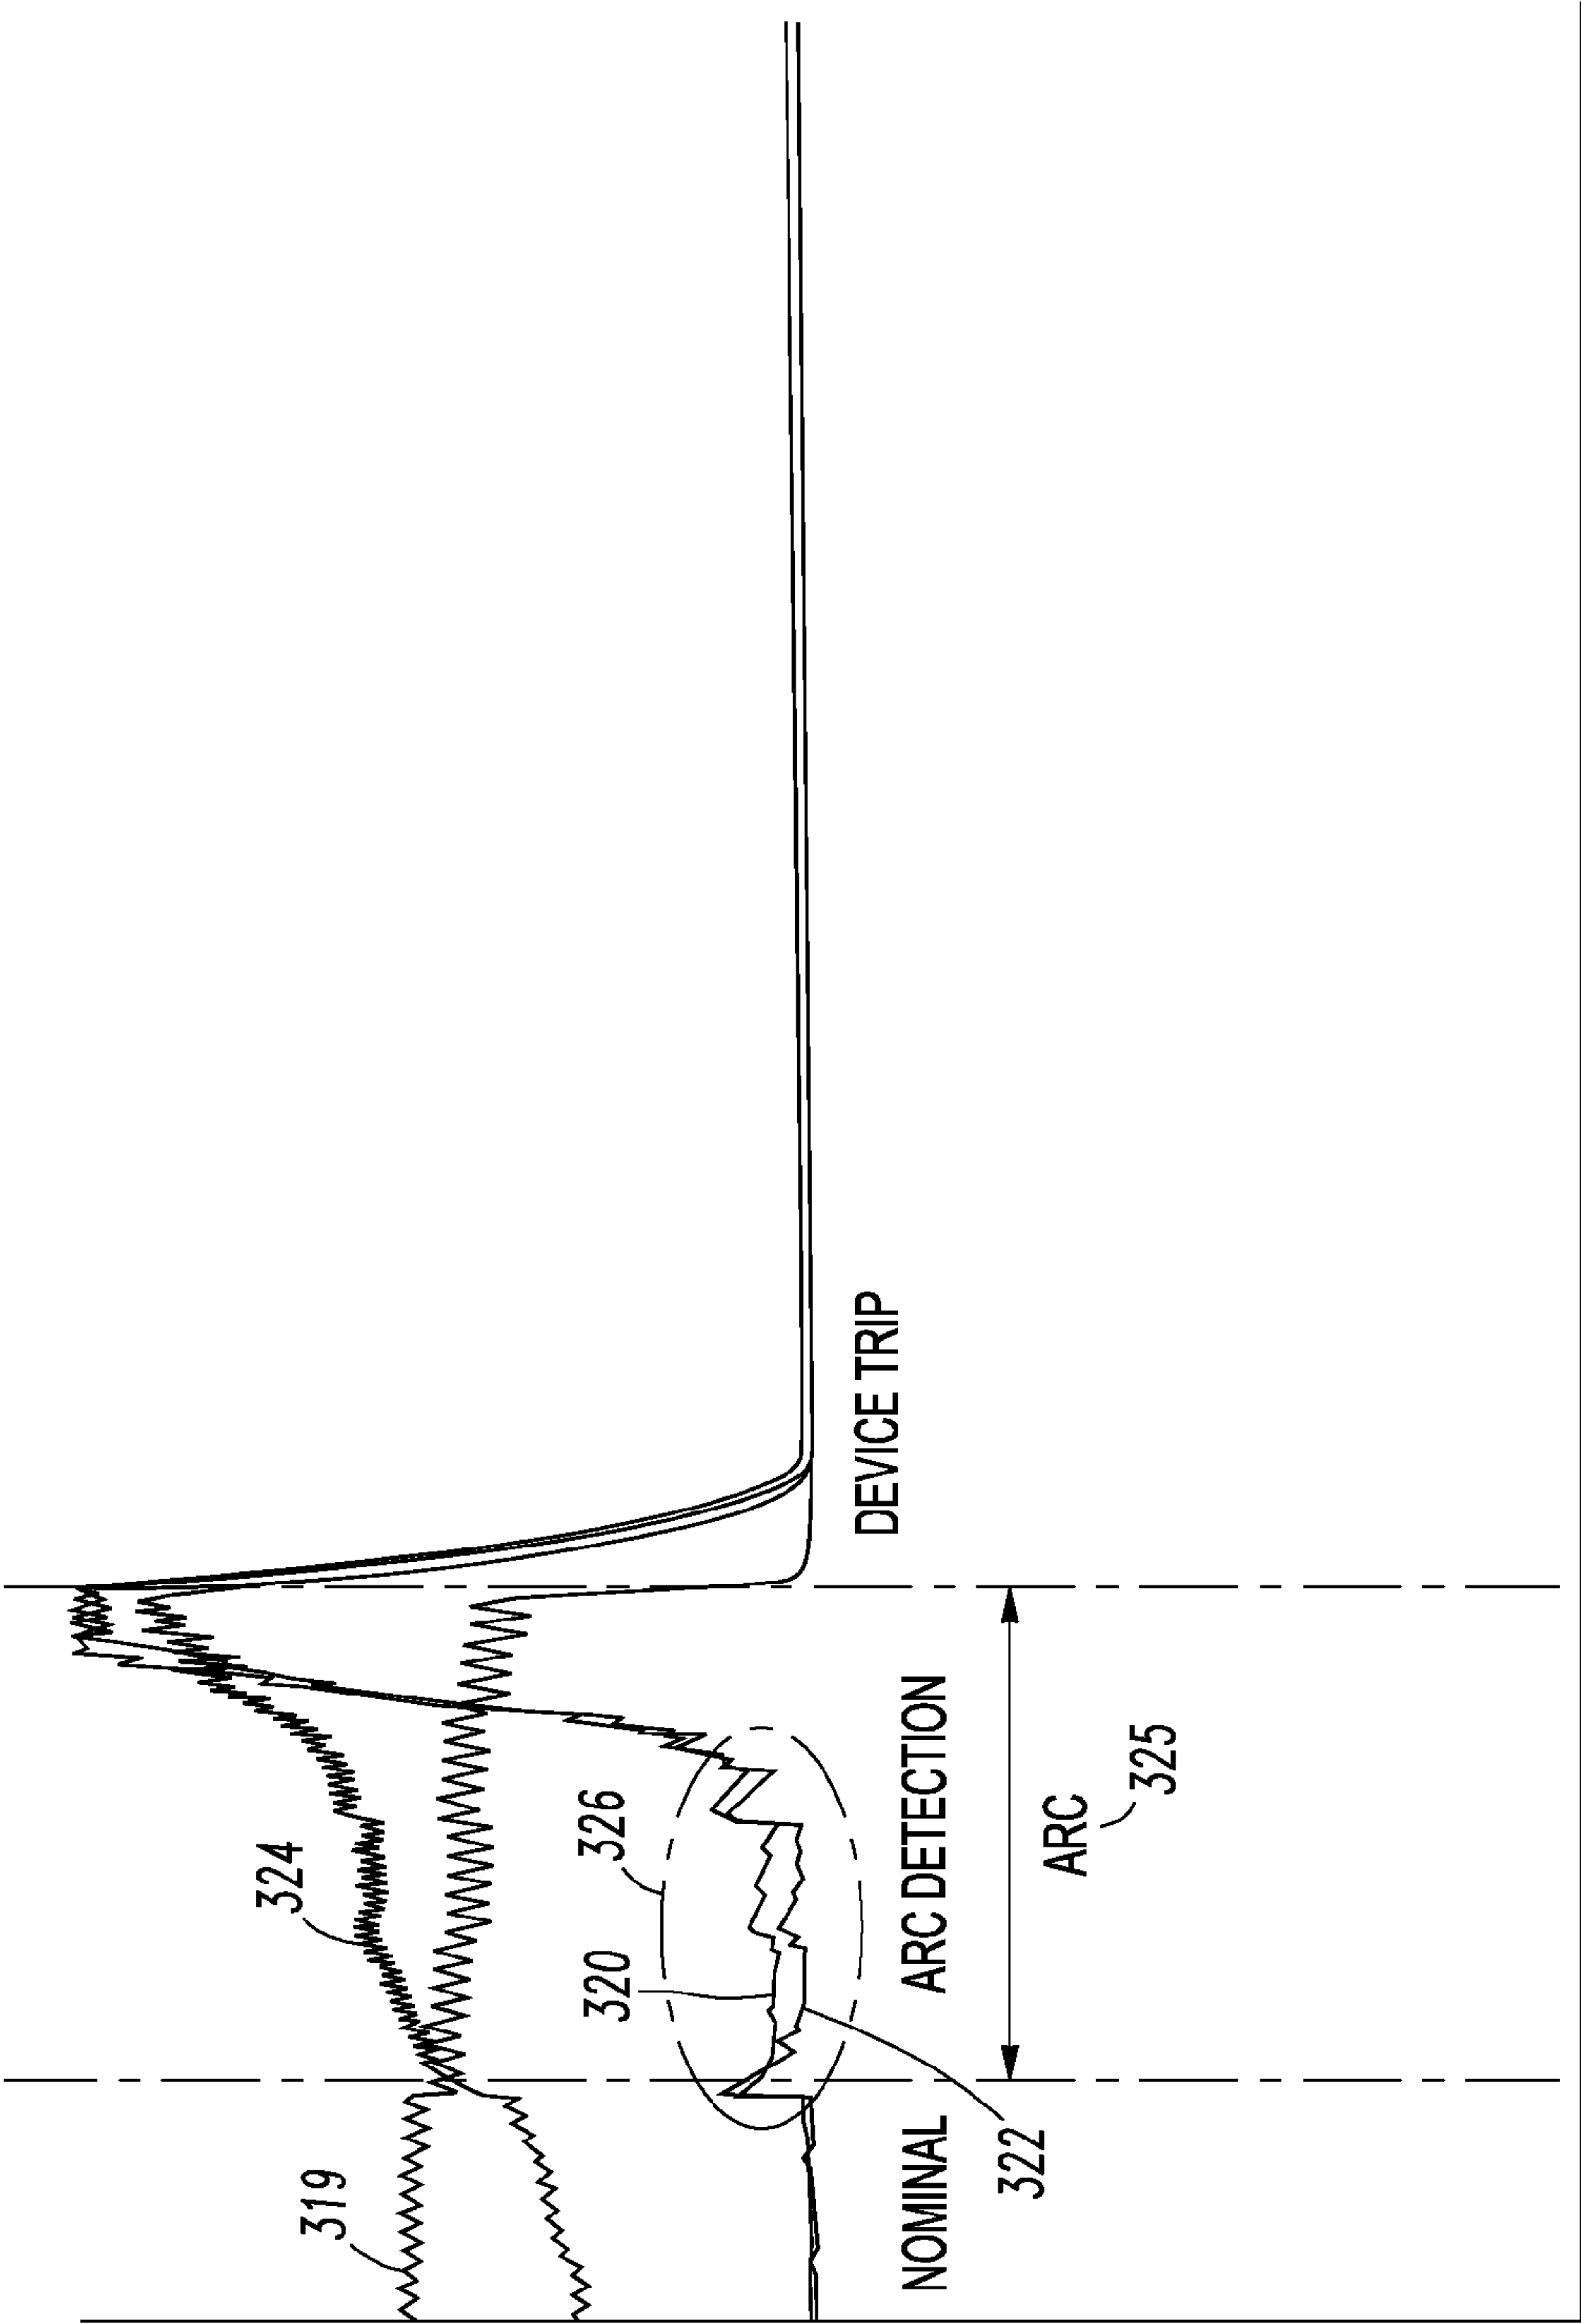 324
319
326
320
NOMINAL
ARC DETECTION
DEVICE TRIP
322
ARC
325